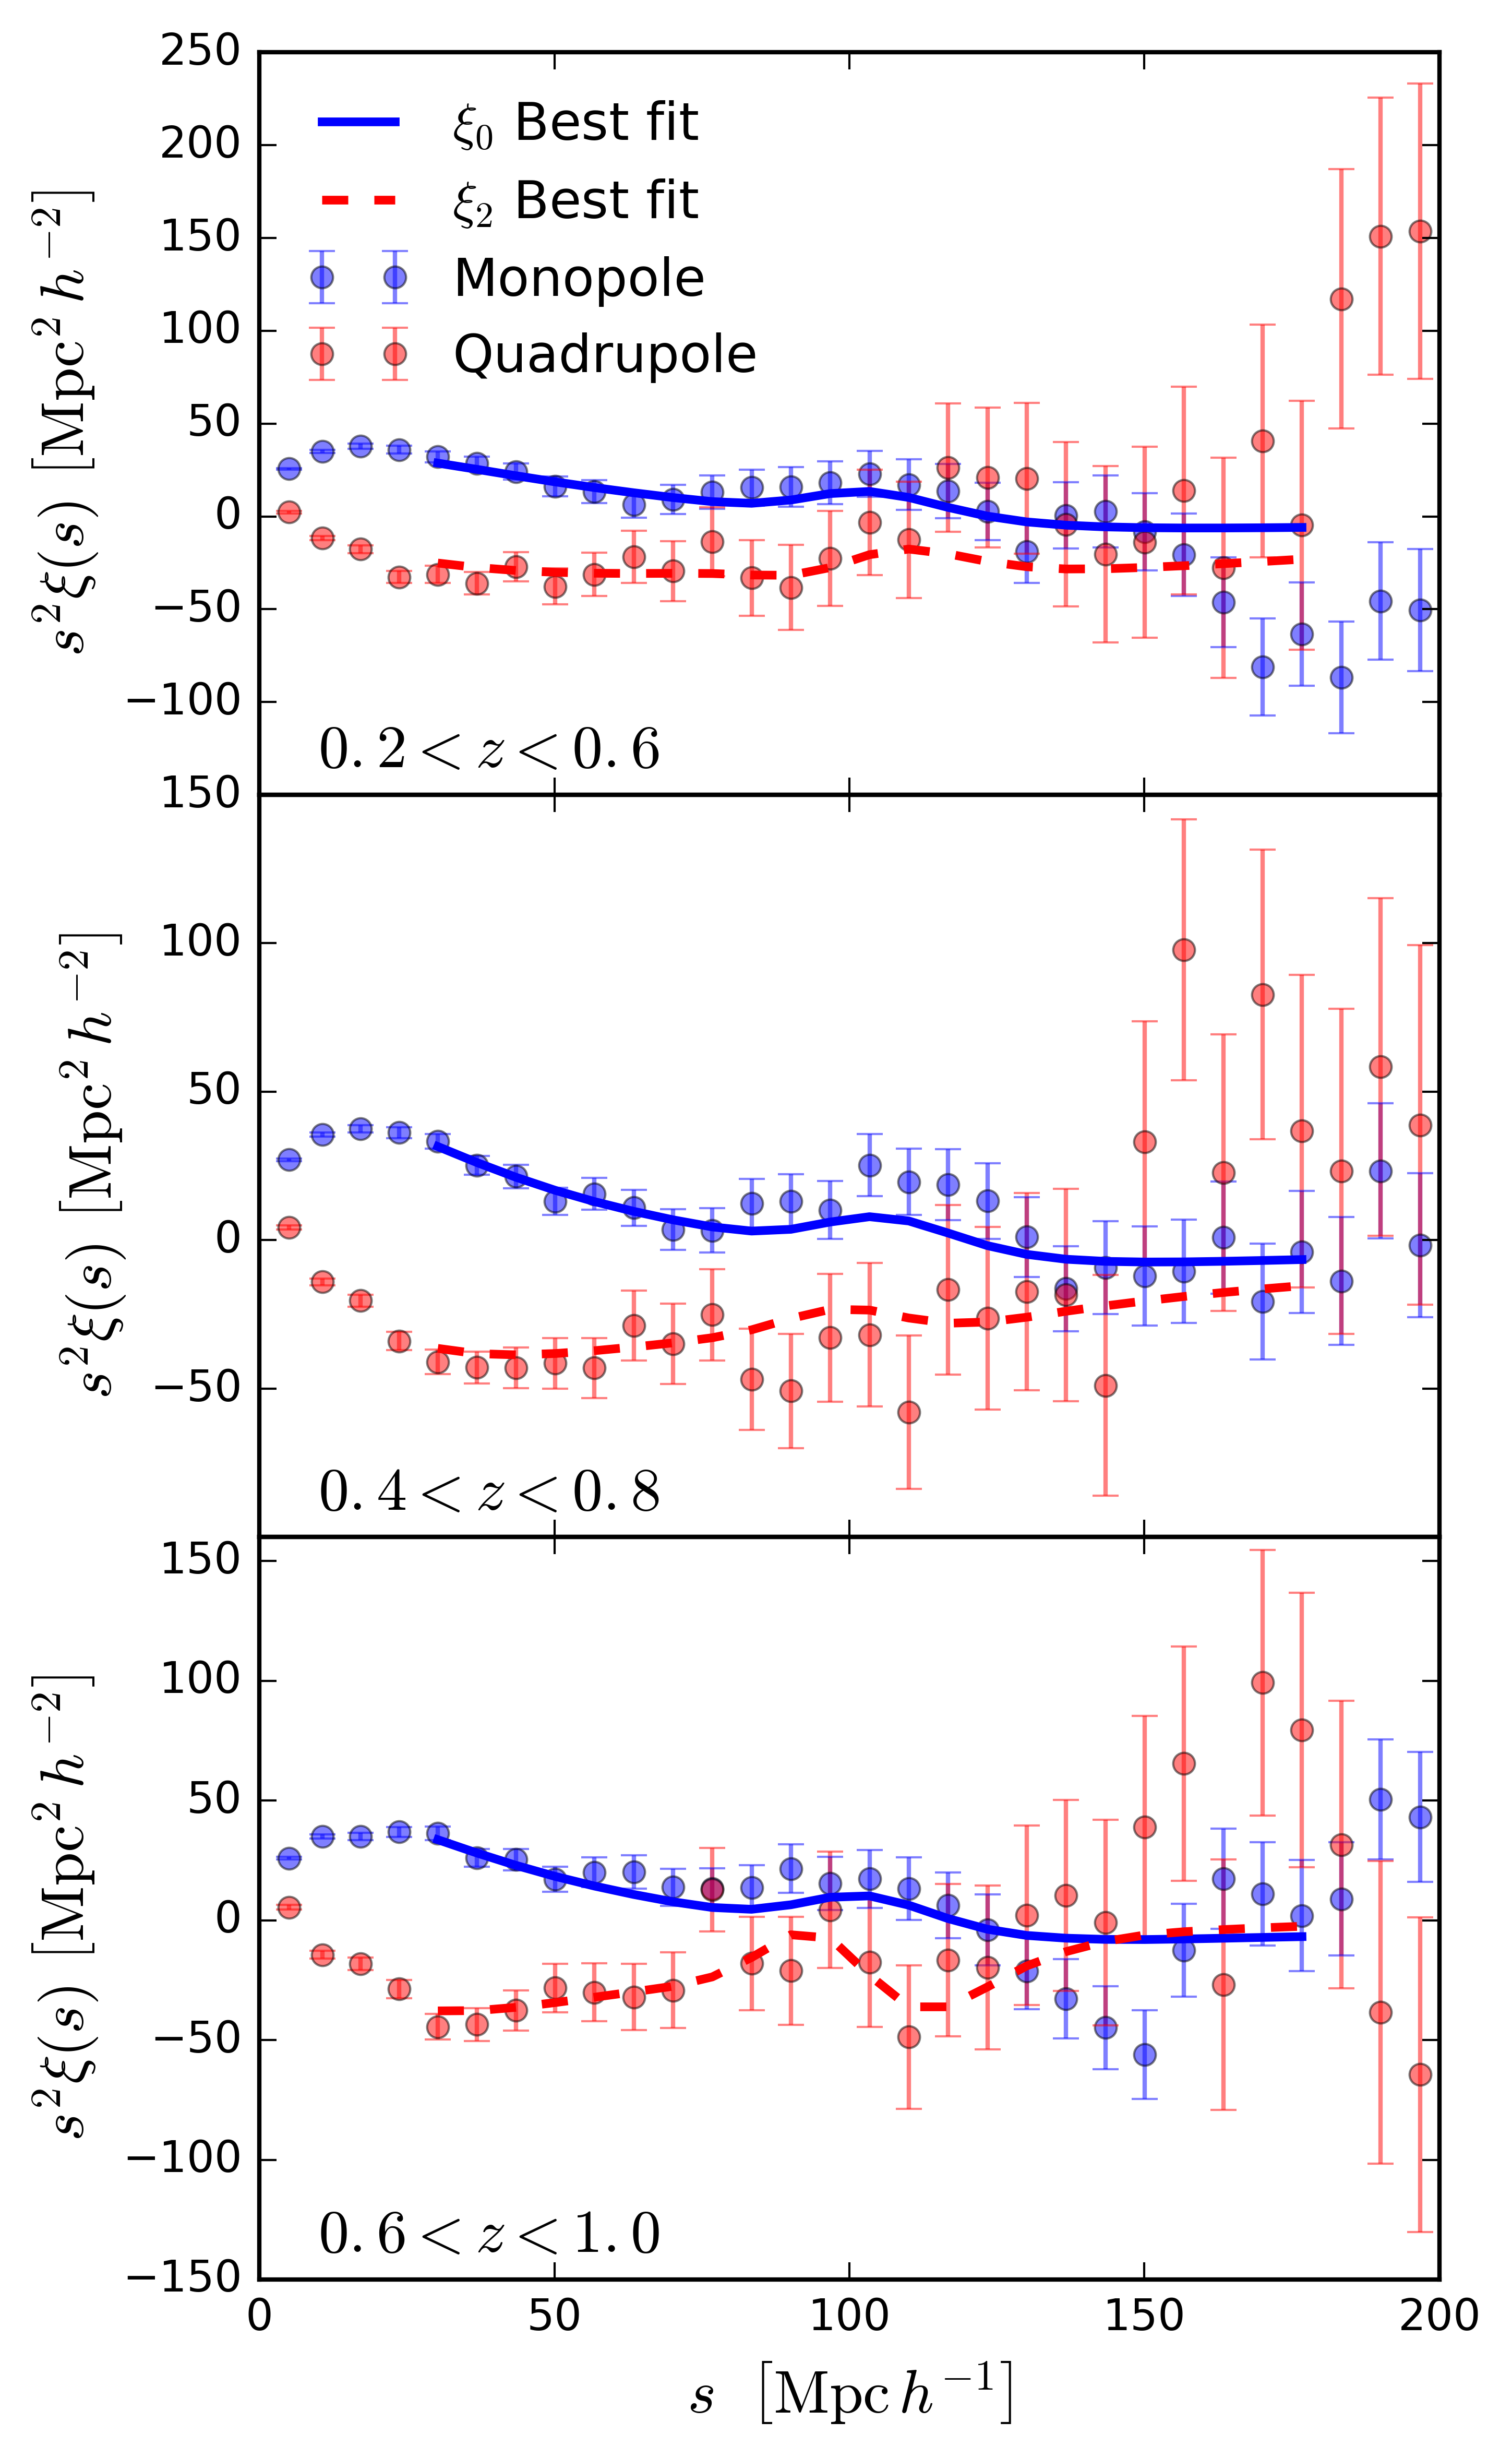 250
200
150
100
50
0
−50
−100
s²ξ(s) [Mpc² h⁻²]
ξ₀ Best fit
ξ₂ Best fit
Monopole
Quadrupole
0.2 < z < 0.6
150
100
50
0
−50
s²ξ(s) [Mpc² h⁻²]
0.4 < z < 0.8
150
100
50
0
−50
−100
−150
s²ξ(s) [Mpc² h⁻²]
0.6 < z < 1.0
0 50 100 150 200
s [Mpc h⁻¹]